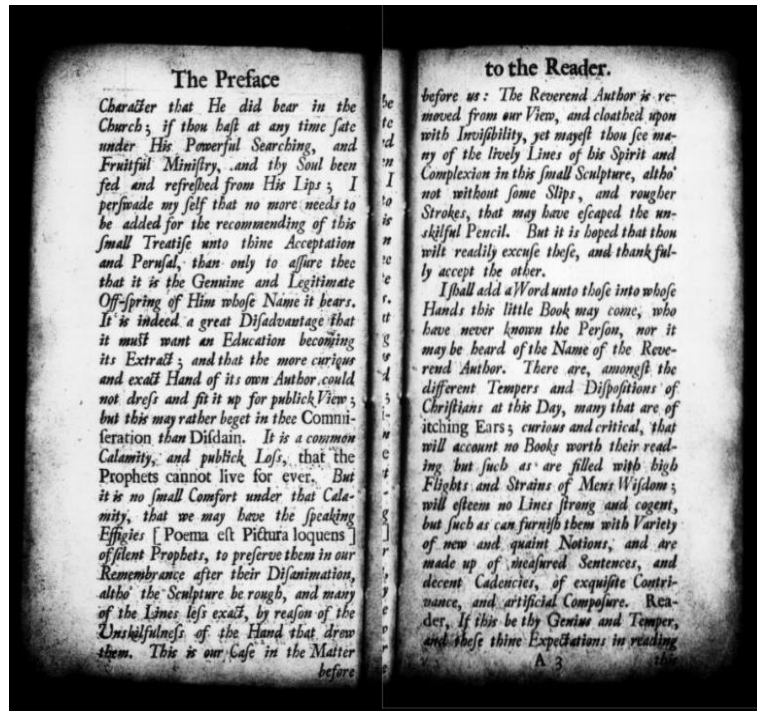 The Preface
Character that He did bear in the
Church; if thou haſt at any time ſate
under His Powerful Searching, and
Fruitful Miniſtry, and thy Soul been
fed and refreſhed from His Lips; I
perſwade my ſelf that no more needs to
be added for the recommending of this
ſmall Treatiſe unto thine Acceptation
and Peruſal, than only to aſſure thee
that it is the Genuine and Legitimate
Off-ſpring of Him whoſe Name it bears.
It is indeed a great Diſadvantage that
it muſt want an Education becoming
its Extract; and that the more curious
and exact Hand of its own Author could
not dreſs and fit it up for publick View;
but this may rather beget in thee Commi-
ſeration than Diſdain. It is a common
Calamity, and publick Loſs, that the
Prophets cannot live for ever. But
it is no ſmall Comfort under that Cala-
mity, that we may have the ſpeaking
Effigies [ Poema eſt Pictura loquens ]
of ſilent Prophets, to preſerve them in our
Remembrance after their Diſanimation,
altho' the Sculpture be rough, and many
of the Lines leſs exact, by reaſon of the
Unskilfulneſs of the Hand that drew
them. This is our Caſe in the Matter
before
to the Reader.
before us: The Reverend Author is re-
moved from our View, and cloathed upon
with Inviſibility, yet mayeſt thou ſee ma-
ny of the lively Lines of his Spirit and
Complexion in this ſmall Sculpture, altho'
not without ſome Slips, and rougher
Strokes, that may have eſcaped the un-
skilful Pencil. But it is hoped that thou
wilt readily excuſe theſe, and thankful-
ly accept the other.
I ſhall add a Word unto thoſe into whoſe
Hands this little Book may come, who
have never known the Perſon, nor it
may be heard of the Name of the Reve-
rend Author. There are, amongſt the
different Tempers and Diſpoſitions of
Chriſtians at this Day, many that are of
itching Ears; curious and critical, that
will account no Books worth their read-
ing but ſuch as are filled with high
Flights and Strains of Mens Wiſdom;
will eſteem no Lines ſtrong and cogent,
but ſuch as can furniſh them with Variety
of new and quaint Notions, and are
made up of meaſured Sentences, and
decent Cadencies, of exquiſite Contri-
vance, and artificial Compoſure. Rea-
der, If this be thy Genius and Temper,
and theſe thine Expectations in reading
A 3 this